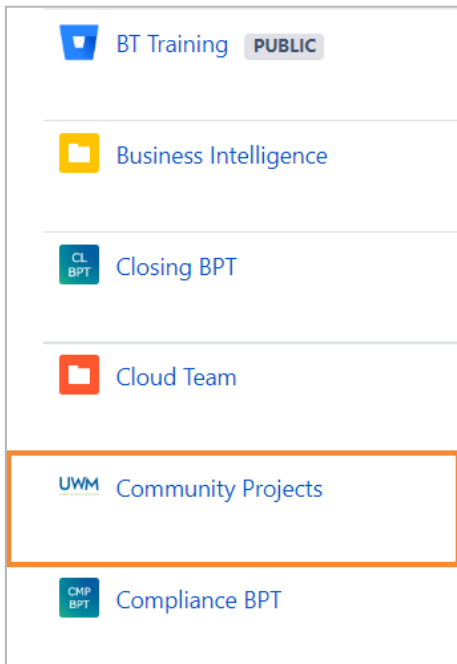 BT Training PUBLIC
Business Intelligence
CL
BPT
Closing BPT
Cloud Team
UWM
Community Projects
CMP
BPT
Compliance BPT